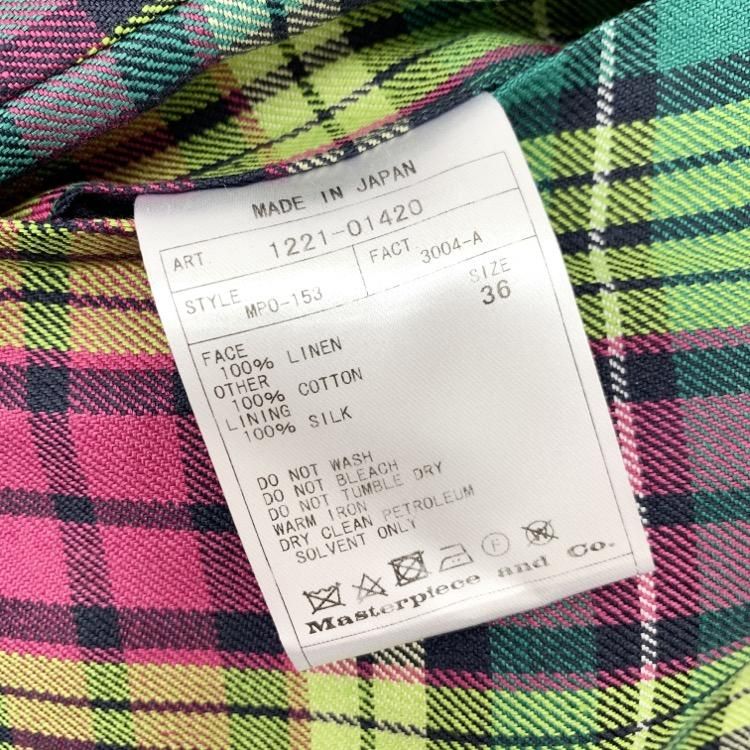 MADE IN JAPAN
ART. 1221-01420
STYLE MPO-153 FACT 3004-A
SIZE
36
FACE
100% LINEN
OTHER
100% COTTON
LINING
100% SILK
DO NOT WASH
DO NOT BLEACH
DO NOT TUMBLE DRY
WARM IRON
DRY CLEAN PETROLEUM
SOLVENT ONLY
F W
Masterpiece and Co.